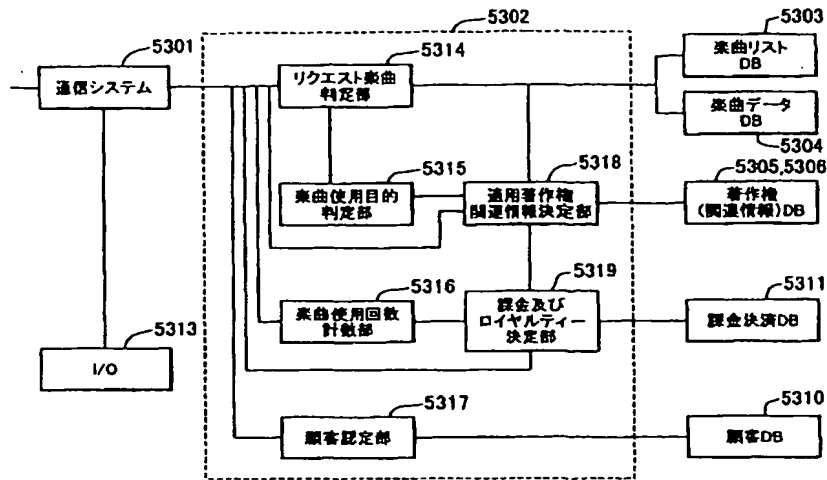 5302
5303
5301
5314
楽曲リスト
DB
通信システム
リクエスト楽曲
判定部
楽曲データ
DB
5304
5315
5318
5305,5306
楽曲使用目的
判定部
適用著作権
関連情報決定部
著作権
(関連情報)DB
5316
5319
5311
楽曲使用回数
計数部
課金及び
ロイヤルティー
決定部
課金決済DB
5313
I/O
5317
5310
顧客認定部
顧客DB